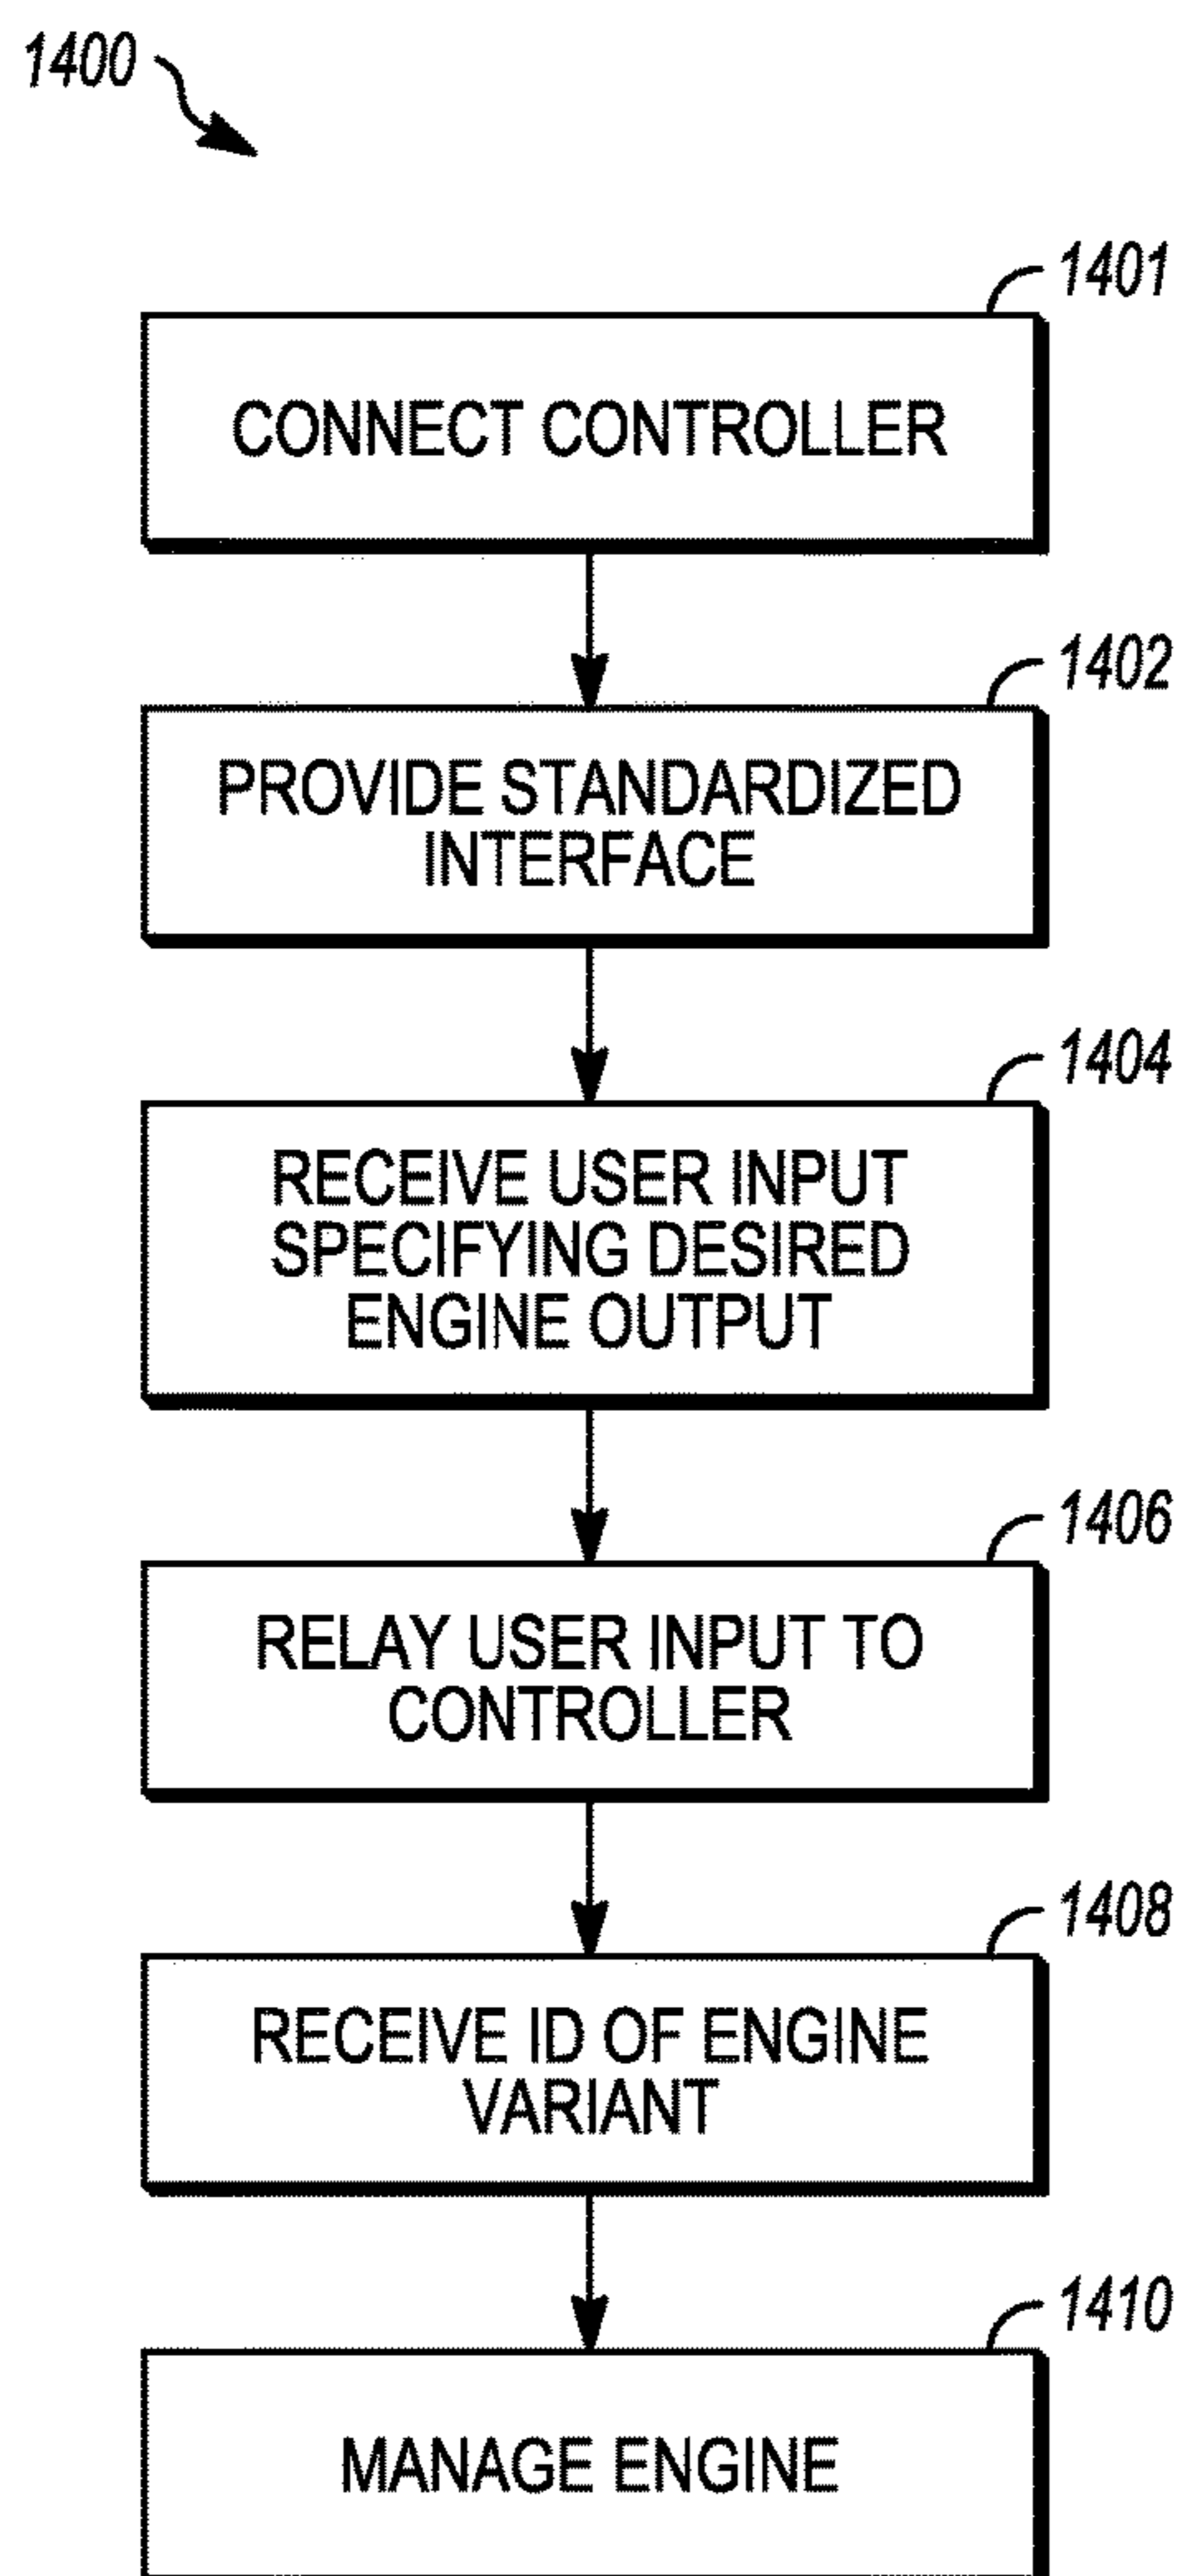 1400
1401
CONNECT CONTROLLER
1402
PROVIDE STANDARDIZED
INTERFACE
1404
RECEIVE USER INPUT
SPECIFYING DESIRED
ENGINE OUTPUT
1406
RELAY USER INPUT TO
CONTROLLER
1408
RECEIVE ID OF ENGINE
VARIANT
1410
MANAGE ENGINE